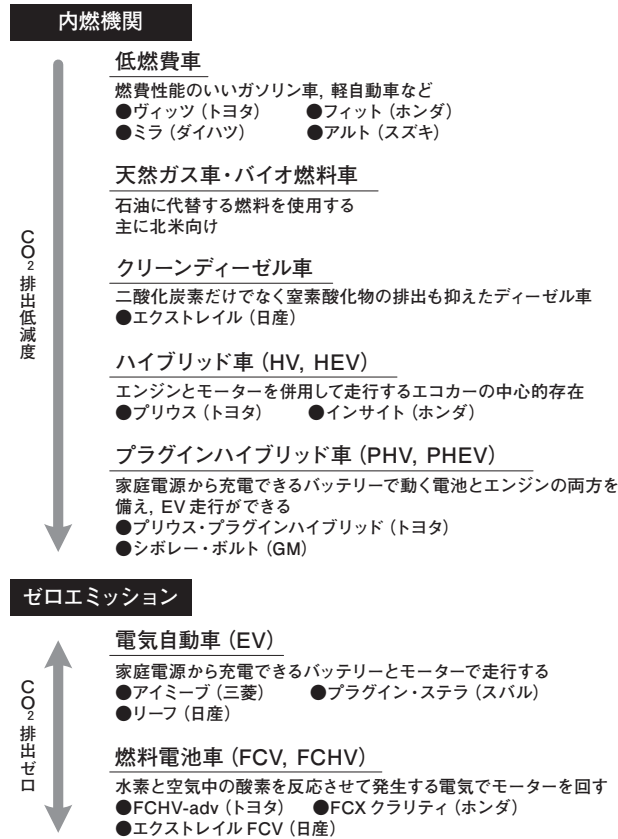 内燃機関
低燃費車
燃費性能のいいガソリン車, 軽自動車など
●ヴィッツ（トヨタ） ●フィット（ホンダ）
●ミラ（ダイハツ） ●アルト（スズキ）
天然ガス車・バイオ燃料車
石油に代替する燃料を使用する
主に北米向け
クリーンディーゼル車
二酸化炭素だけでなく窒素酸化物の排出も抑えたディーゼル車
●エクストレイル（日産）
ハイブリッド車（HV, HEV）
エンジンとモーターを併用して走行するエコカーの中心的存在
●プリウス（トヨタ） ●インサイト（ホンダ）
プラグインハイブリッド車（PHV, PHEV）
家庭電源から充電できるバッテリーで動く電池とエンジンの両方を
備え, EV走行ができる
●プリウス・プラグインハイブリッド（トヨタ）
●シボレー・ボルト（GM）
CO2排出低減度
ゼロエミッション
電気自動車（EV）
家庭電源から充電できるバッテリーとモーターで走行する
●アイミーブ（三菱） ●プラグイン・ステラ（スバル）
●リーフ（日産）
燃料電池車（FCV, FCHV）
水素と空気中の酸素を反応させて発生する電気でモーターを回す
●FCHV-adv（トヨタ） ●FCXクラリティ（ホンダ）
●エクストレイルFCV（日産）
CO2排出ゼロ